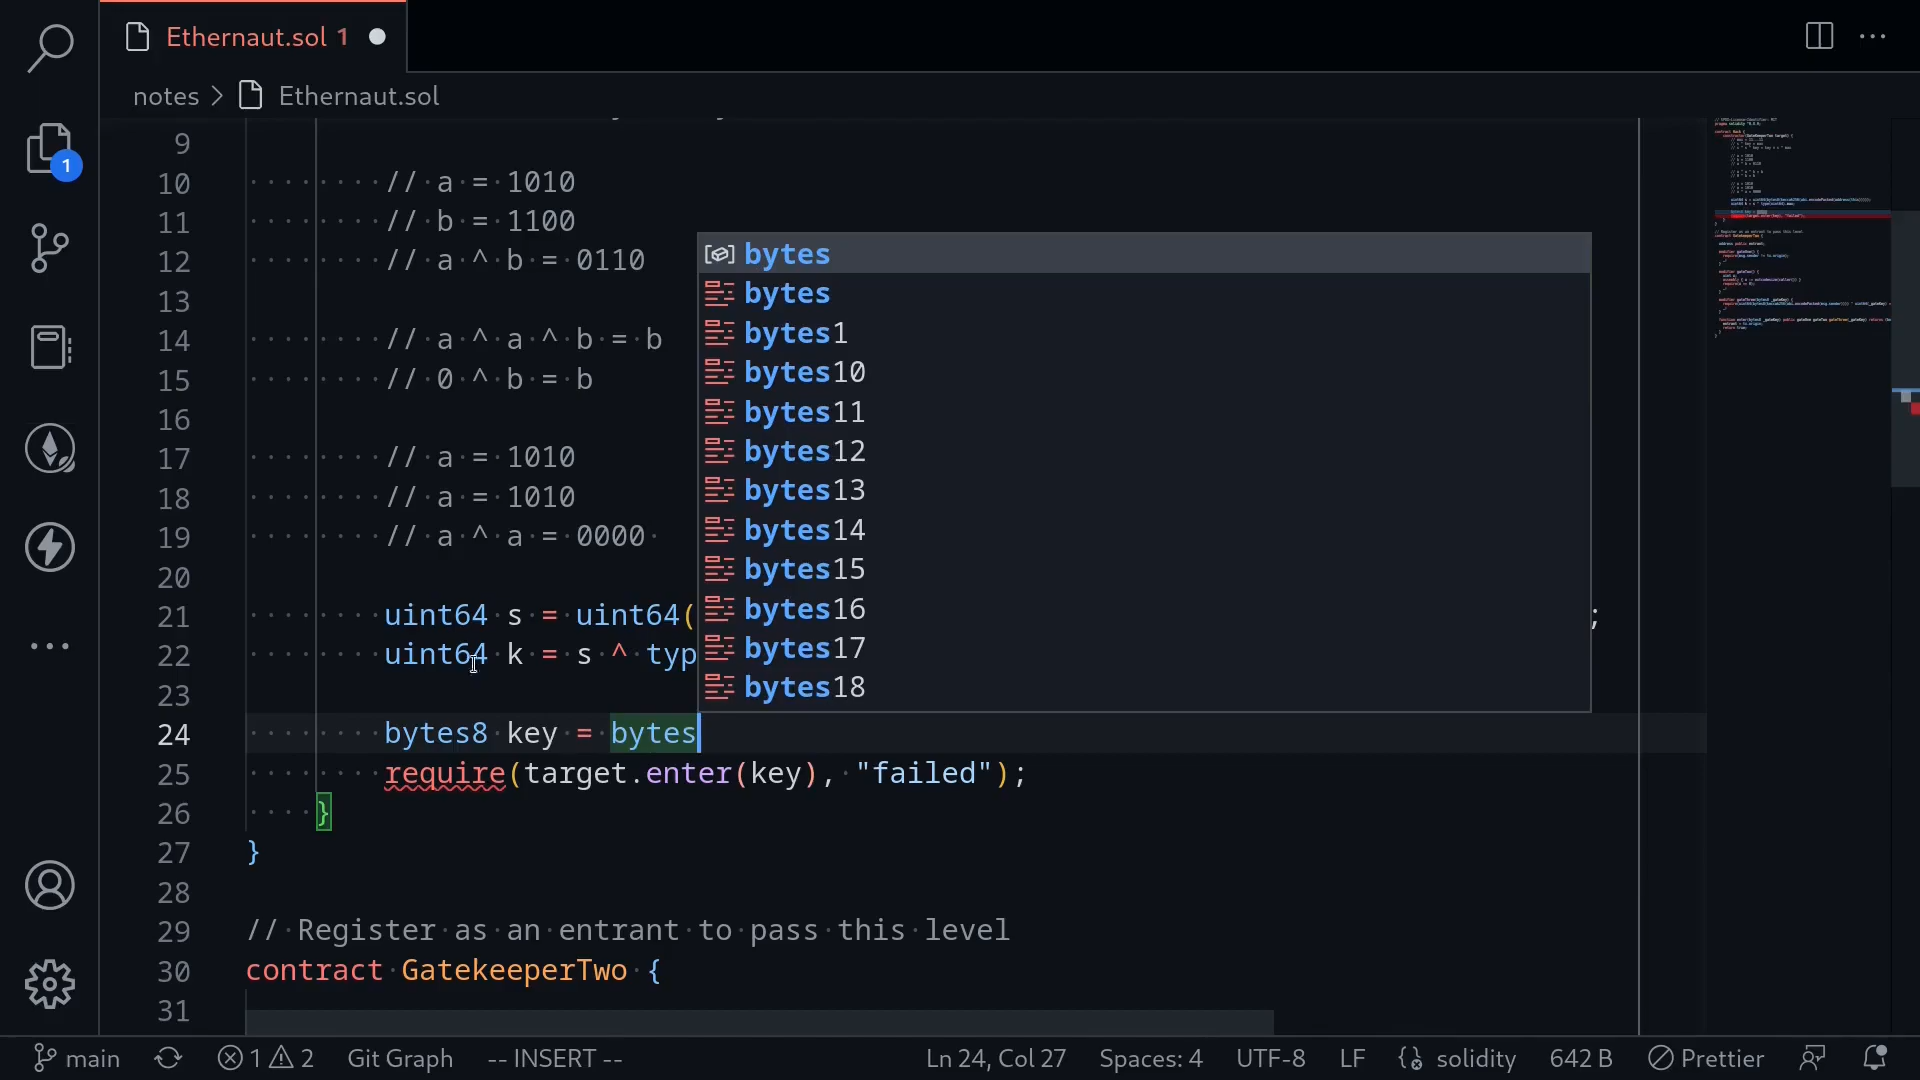 Ethernaut.sol 1
notes > Ethernaut.sol
1
9
10 // a = 1010
11 // b = 1100
12 // a ^ b = 0110
13
14 // a ^ a ^ b = b
15 // 0 ^ b = b
16
17 // a = 1010
18 // a = 1010
19 // a ^ a = 0000
20
21 uint64 s = uint64( ;
22 uint64 k = s ^ typ
23
24 bytes8 key = bytes
25 require(target.enter(key), "failed");
26 }
27 }
28
29 // Register as an entrant to pass this level
30 contract GatekeeperTwo {
31
bytes
bytes
bytes1
bytes10
bytes11
bytes12
bytes13
bytes14
bytes15
bytes16
bytes17
bytes18
main 1 2 Git Graph -- INSERT -- Ln 24, Col 27 Spaces: 4 UTF-8 LF solidity 642 B Prettier